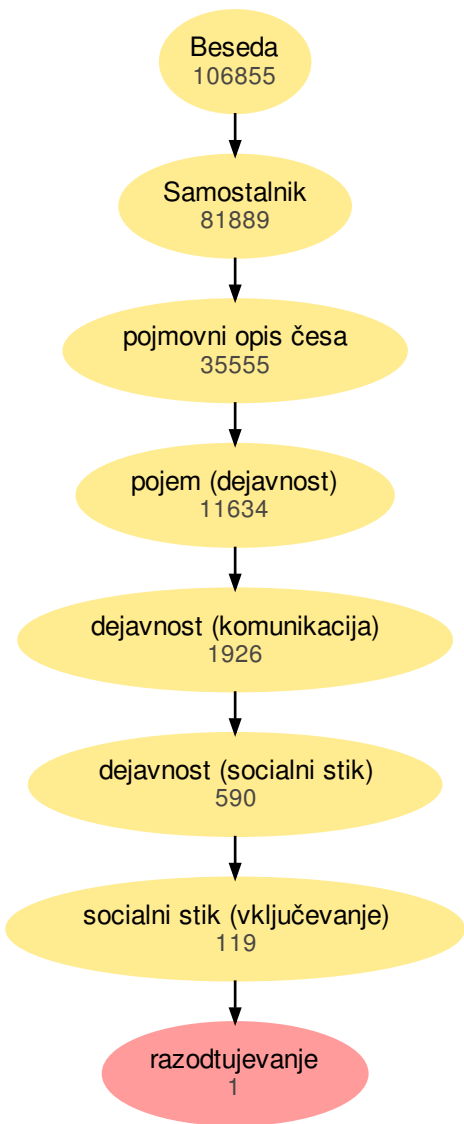 Beseda
106855
Samostalnik
81889
pojmovni opis česa
35555
pojem (dejavnost)
11634
dejavnost (komunikacija)
1926
dejavnost (socialni stik)
590
socialni stik (vključevanje)
119
razodtujevanje
1